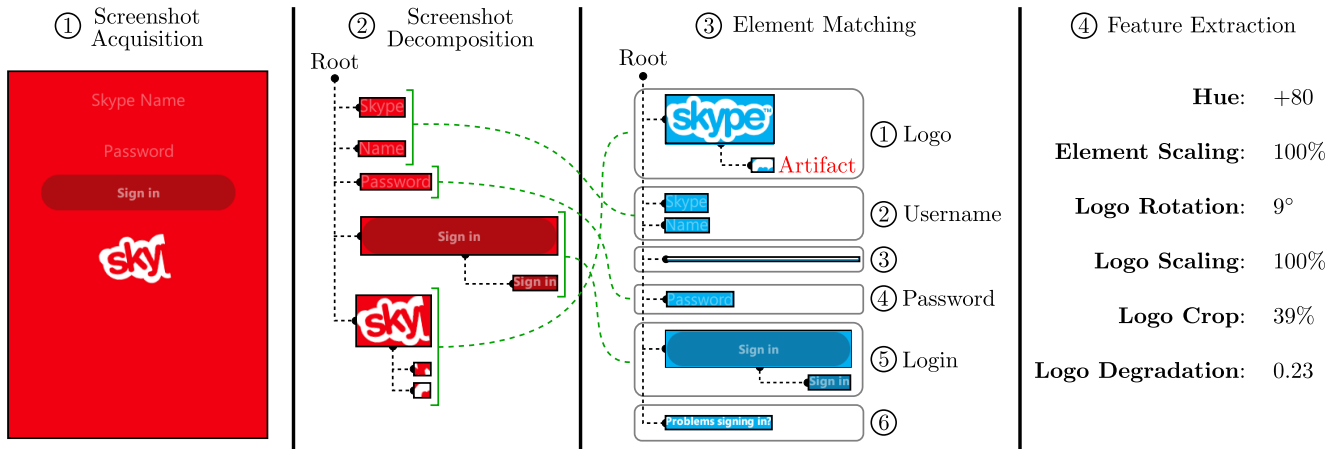 ① Screenshot
Acquisition
Skype Name
Password
Sign in
sky
② Screenshot
Decomposition
Root
Skype
Name
Password
Sign in
Sign in
sky
③ Element Matching
Root
skype™
① Logo
Artifact
Skype
Name
② Username
③
Password
④ Password
Sign in
⑤ Login
Sign in
Problems signing in?
⑥
④ Feature Extraction
Hue: +80
Element Scaling: 100%
Logo Rotation: 9°
Logo Scaling: 100%
Logo Crop: 39%
Logo Degradation: 0.23